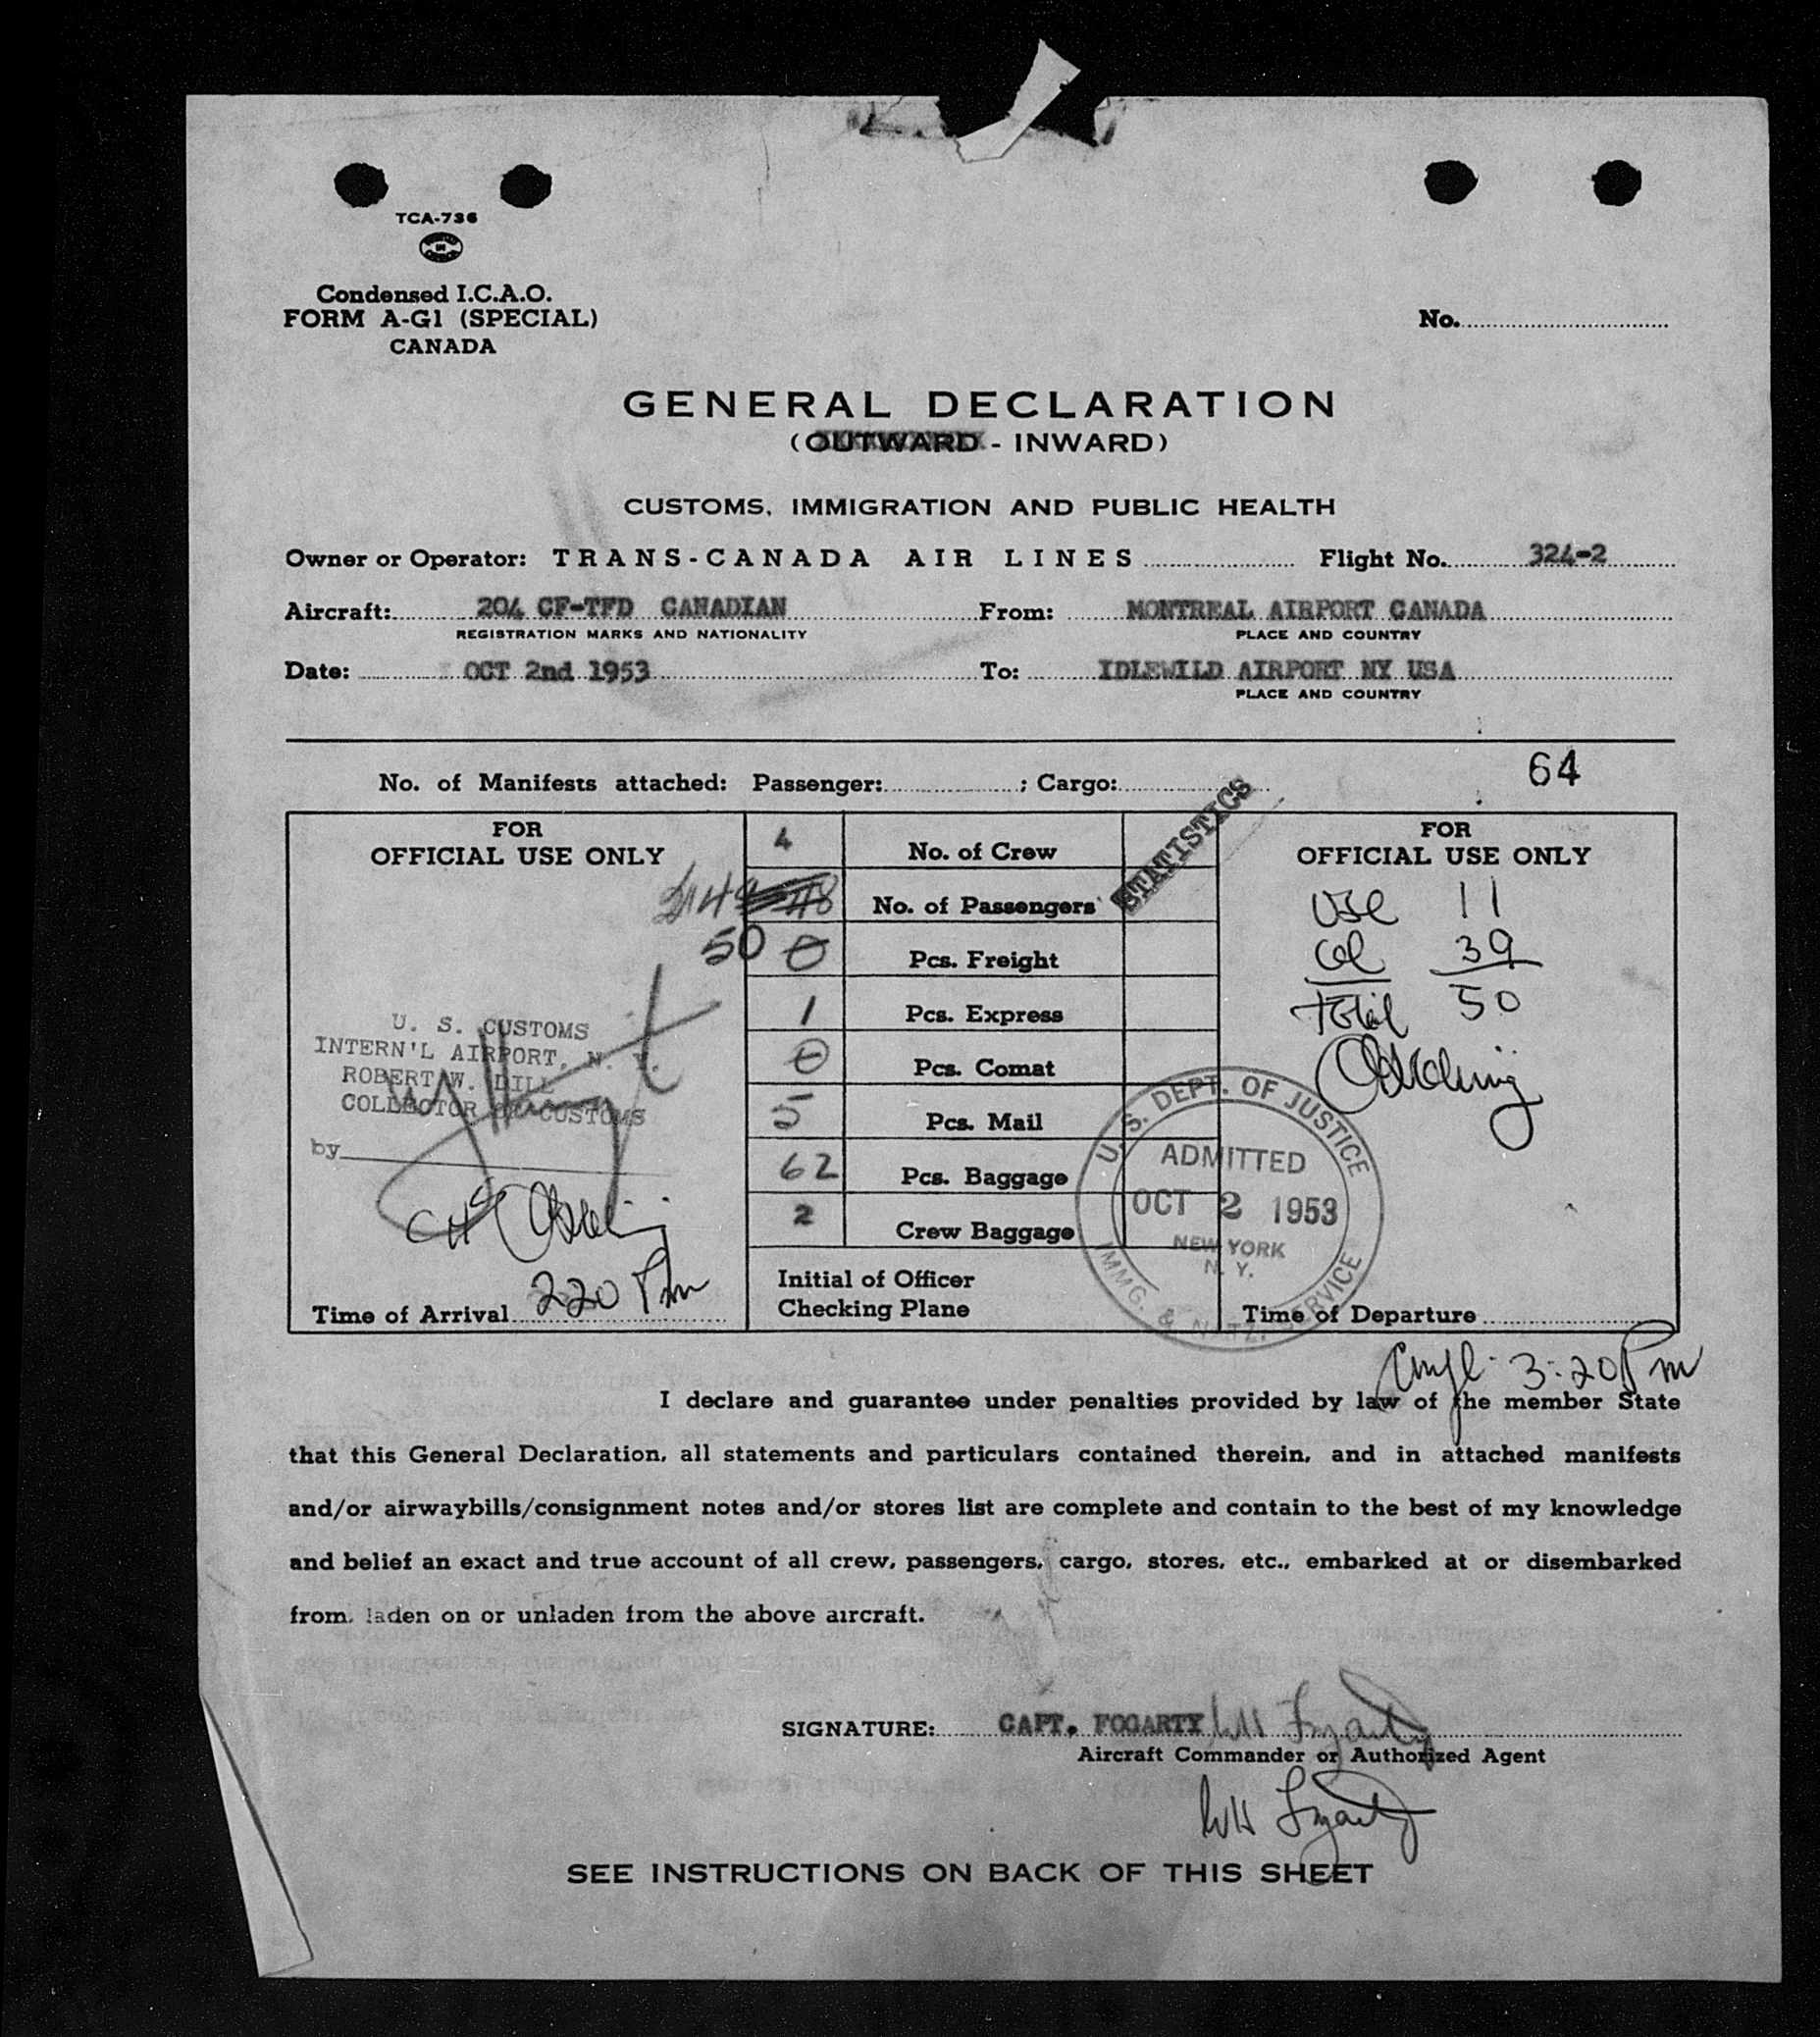 TCA-736
Condensed I.C.A.O.
FORM A-G1 (SPECIAL)
CANADA
No.
GENERAL DECLARATION
(OUTWARD - INWARD)
CUSTOMS, IMMIGRATION AND PUBLIC HEALTH
Owner or Operator: TRANS-CANADA AIR LINES Flight No. 324-2
Aircraft: 204 CF-TFD CANADIAN From: MONTREAL AIRPORT CANADA
REGISTRATION MARKS AND NATIONALITY PLACE AND COUNTRY
Date: OCT 2nd 1953 To: IDLEWILD AIRPORT NY USA
PLACE AND COUNTRY
64
No. of Manifests attached: Passenger: ; Cargo:
STATISTICS
FOR
OFFICIAL USE ONLY
4 No. of Crew
48 No. of Passengers
50
0 Pcs. Freight
1 Pcs. Express
0 Pcs. Comat
5 Pcs. Mail
62 Pcs. Baggage
2 Crew Baggage
Initial of Officer
Checking Plane
U. S. CUSTOMS
INTERN'L AIRPORT, N. Y.
ROBERT W. DILL
COLLECTOR OF CUSTOMS
by
Time of Arrival 220 Pm
FOR
OFFICIAL USE ONLY
USC 11
39
Total 50
U. S. DEPT. OF JUSTICE
ADMITTED
OCT 2 1953
NEW YORK
N. Y.
IMMG. & NATZ. SERVICE
Time of Departure
3:20 Pm
I declare and guarantee under penalties provided by law of the member State
that this General Declaration, all statements and particulars contained therein, and in attached manifests
and/or airwaybills/consignment notes and/or stores list are complete and contain to the best of my knowledge
and belief an exact and true account of all crew, passengers, cargo, stores, etc., embarked at or disembarked
from, laden on or unladen from the above aircraft.
SIGNATURE: CAPT. FOGARTY WH Fogarty
Aircraft Commander or Authorized Agent
WH Fogarty
SEE INSTRUCTIONS ON BACK OF THIS SHEET